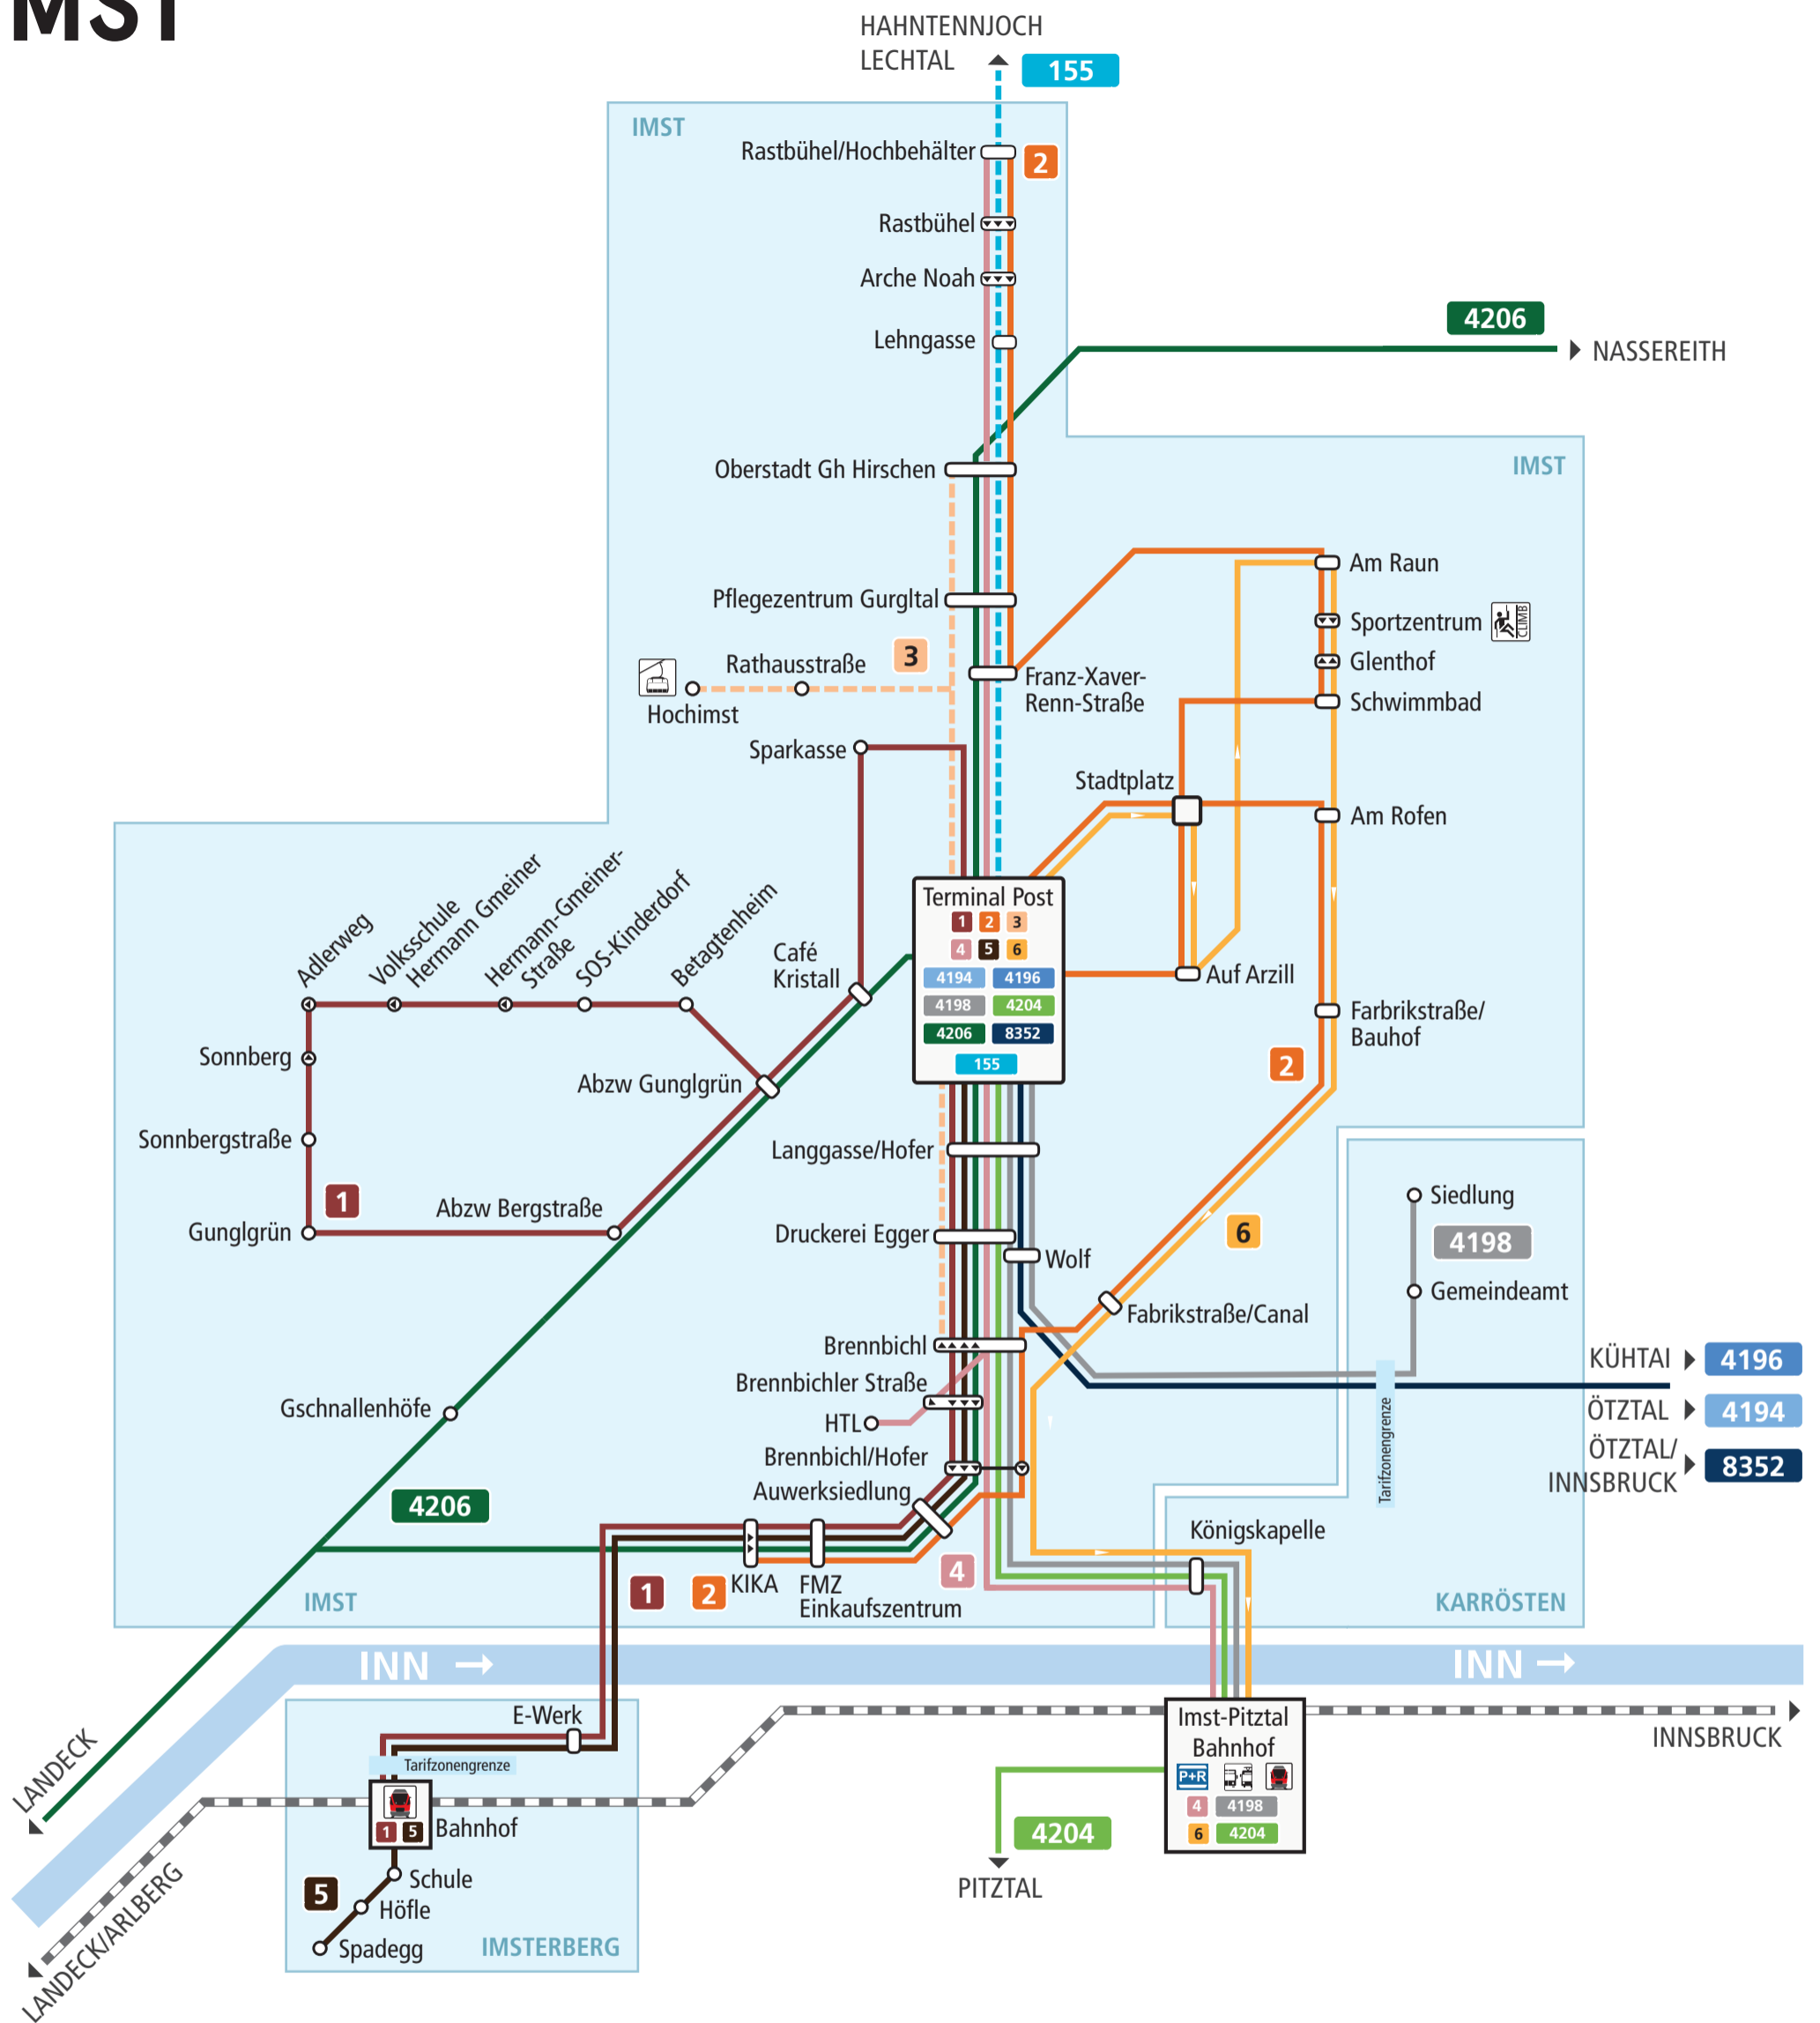 MST
HAHNTENNJOCH
LECHTAL
155
IMST
Rastbühel/Hochbehälter
2
Rastbühel
Arche Noah
Lehngasse
4206
NASSEREITH
Oberstadt Gh Hirschen
IMST
Am Raun
Pflegezentrum Gurgltal
Sportzentrum
CLIMB
Glenthof
3
Rathausstraße
Hochimst
Franz-Xaver-
Renn-Straße
Schwimmbad
Sparkasse
Stadtplatz
Am Rofen
Adlerweg
Volksschule
Hermann Gmeiner
Hermann-Gmeiner-
Straße
SOS-Kinderdorf
Betagtenheim
Café
Kristall
Terminal Post
1 2 3
4 5 6
4194 4196
4198 4204
4206 8352
155
Auf Arzill
Farbrikstraße/
Bauhof
2
Sonnberg
Abzw Gunglgrün
Sonnbergstraße
Langgasse/Hofer
1
Abzw Bergstraße
Gunglgrün
Druckerei Egger
Wolf
6
Siedlung
4198
Gemeindeamt
Fabrikstraße/Canal
Brennbichl
KÜHTAI 4196
Brennbichler Straße
Gschnallenhöfe
HTL
ÖTZTAL 4194
Tarifzonengrenze
Brennbichl/Hofer
ÖTZTAL/
INNSBRUCK
8352
Auwerksiedlung
4206
Königskapelle
4
1
2
KIKA
FMZ
Einkaufszentrum
IMST
KARRÖSTEN
INN
INN
E-Werk
Tarifzonengrenze
Imst-Pitztal
Bahnhof
P+R
4 4198
6 4204
INNSBRUCK
LANDECK
1 5
Bahnhof
4204
PITZTAL
Schule
5
Höfle
Spadegg
IMSTERBERG
LANDECK/ARLBERG